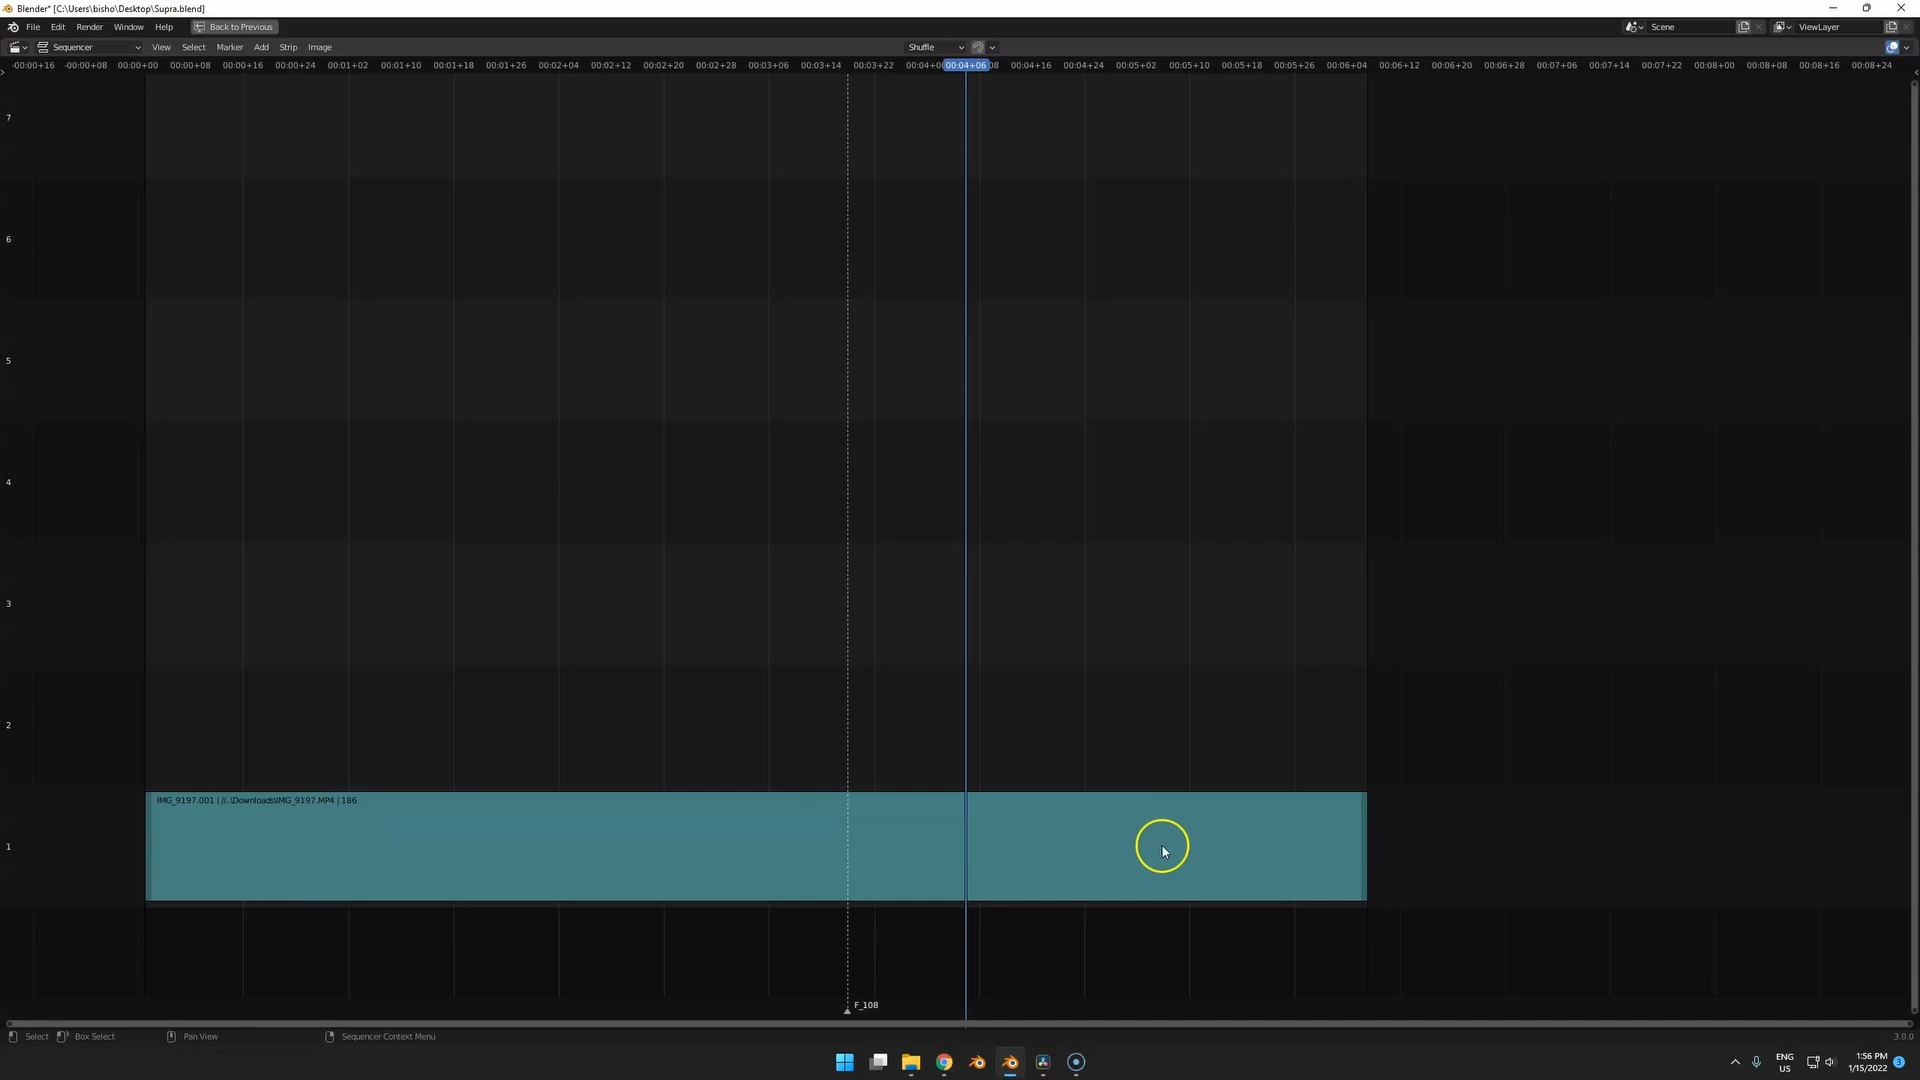 Blender* [C:\Users\bisho\Desktop\Supra.blend]
File Edit Render Window Help Back to Previous Scene ViewLayer
Sequencer View Select Marker Add Strip Image Shuffle
-00:00+16 -00:00+08 00:00+00 00:00+08 00:00+16 00:00+24 00:01+02 00:01+10 00:01+18 00:01+26 00:02+04 00:02+12 00:02+20 00:02+28 00:03+06 00:03+14 00:03+22 00:04+0 00:04+06 08 00:04+16 00:04+24 00:05+02 00:05+10 00:05+18 00:05+26 00:06+04 00:06+12 00:06+20 00:06+28 00:07+06 00:07+14 00:07+22 00:08+00 00:08+08 00:08+16 00:08+24
7
6
5
4
3
2
IMG_9197.001 | //..\Downloads\IMG_9197.MP4 | 186
1
F_108
Select Box Select Pan View Sequencer Context Menu 3.0.0
ENG
US
1:56 PM
1/15/2022
3